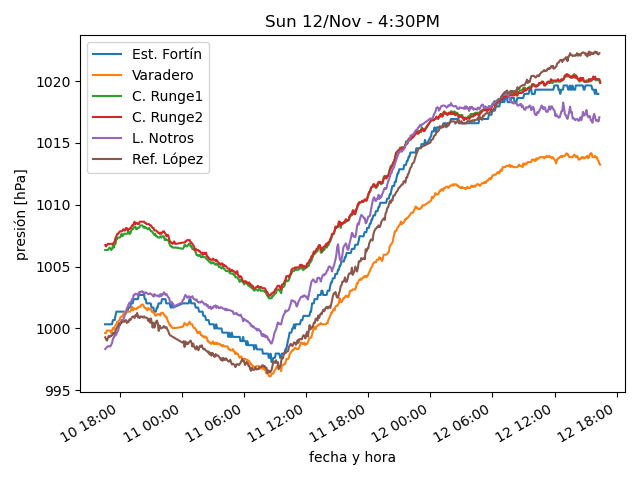 Sun 12/Nov - 4:30PM
Est. Fortín
Varadero
C. Runge1
C. Runge2
L. Notros
Ref. López
presión [hPa]
1020
1015
1010
1005
1000
995
10 18:00
11 00:00
11 06:00
11 12:00
11 18:00
12 00:00
12 06:00
12 12:00
12 18:00
fecha y hora